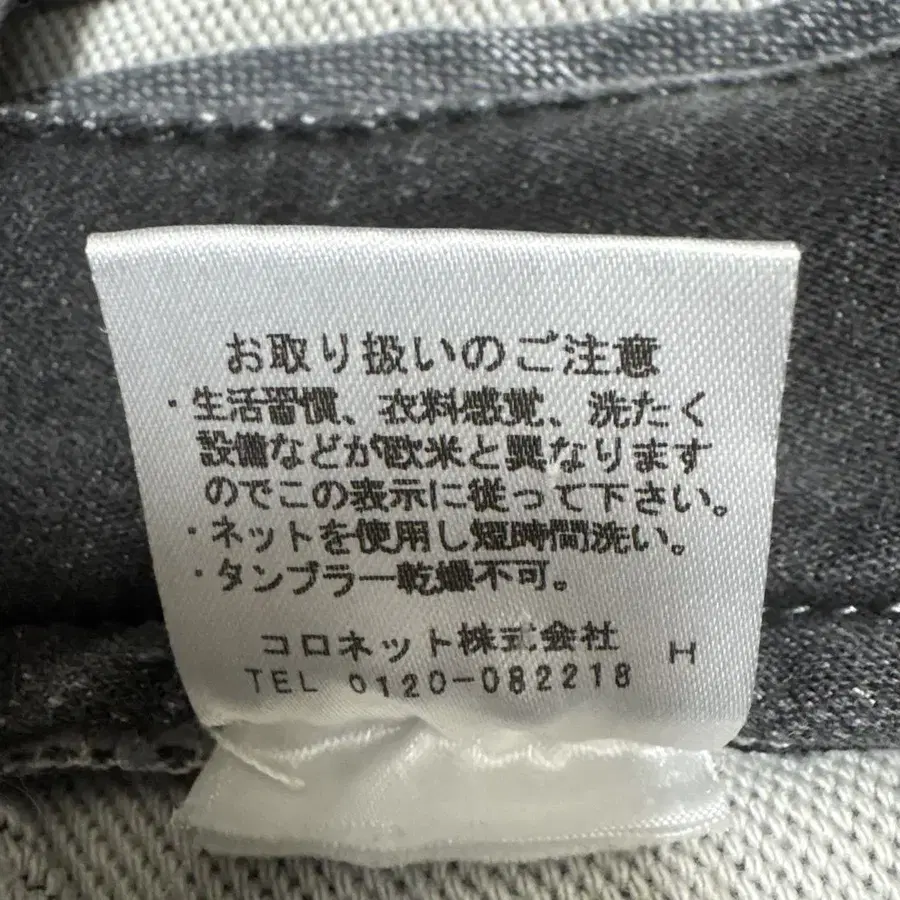 お取り扱いのご注意
・生活習慣、衣料感覚、洗たく
設備などが欧米と異なります
のでこの表示に従って下さい。
・ネットを使用し短時間洗い。
・タンブラー乾燥不可。
コロネット株式会社 H
TEL 0120-082218